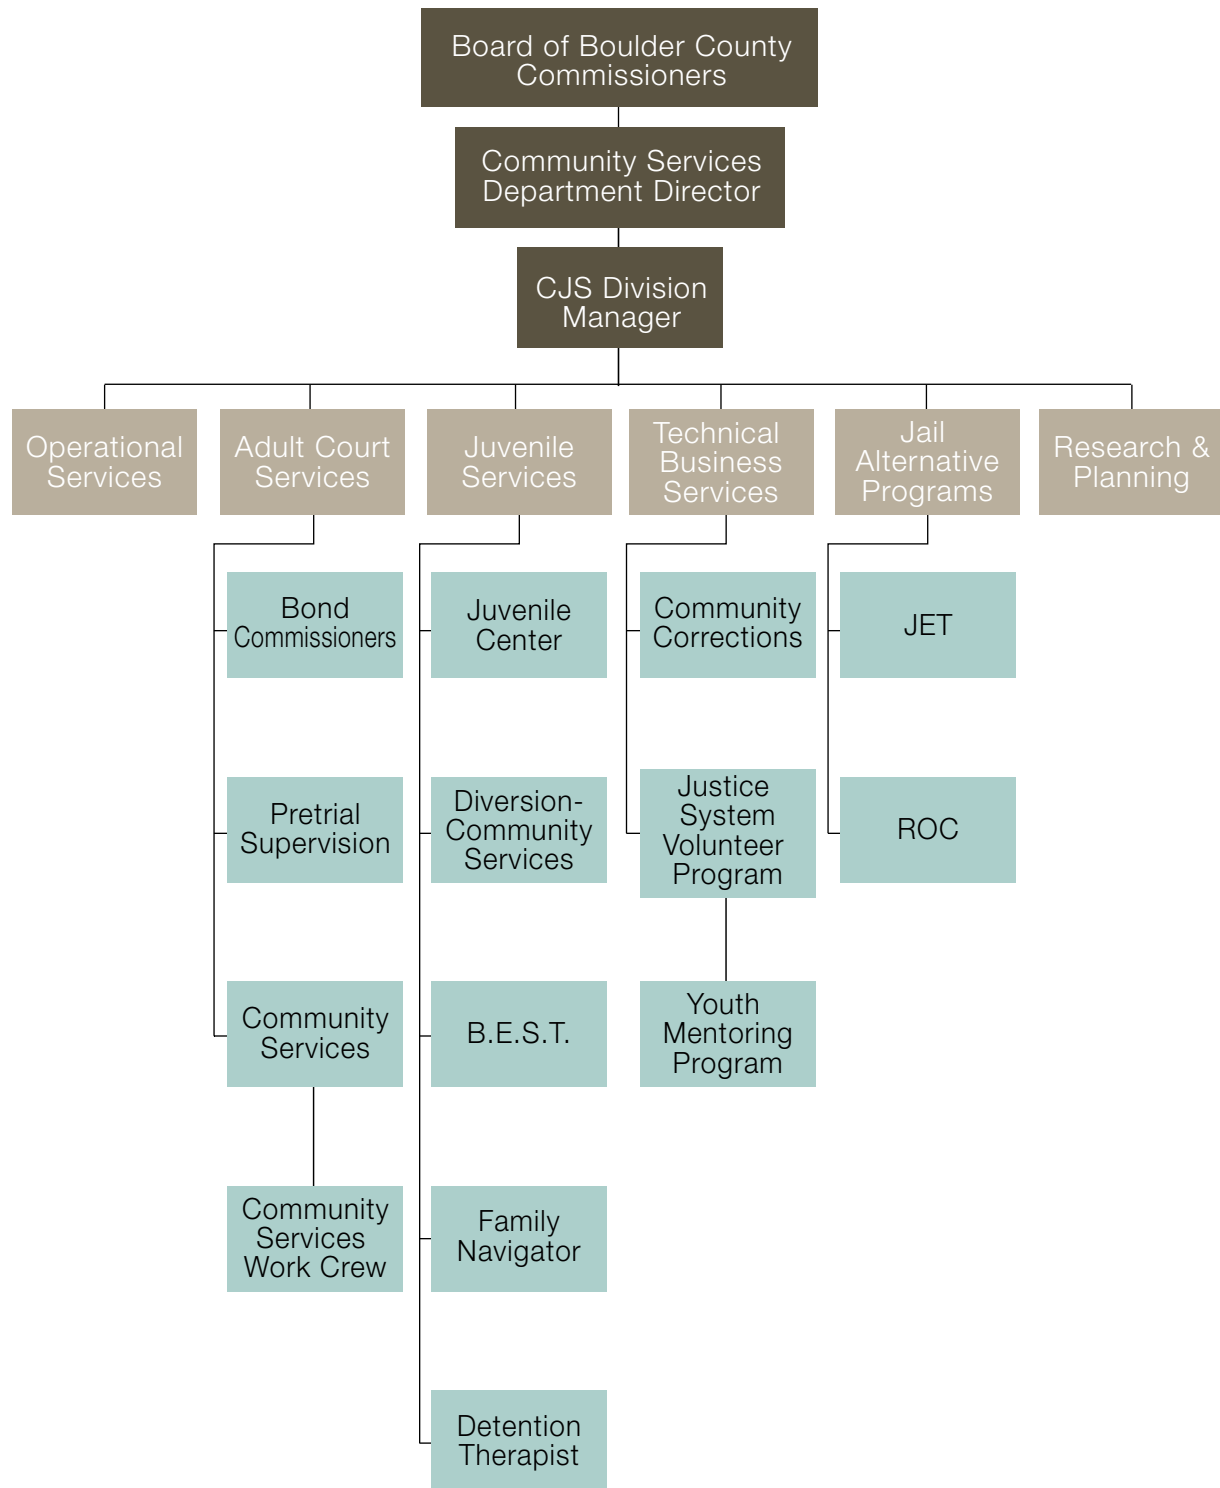 Board of Boulder County
Commissioners
Community Services
Department Director
CJS Division
Manager
Operational
Services
Adult Court
Services
Juvenile
Services
Technical
Business
Services
Jail
Alternative
Programs
Research &
Planning
Bond
Commissioners
Juvenile
Center
Community
Corrections
JET
Pretrial
Supervision
Diversion-
Community
Services
Justice
System
Volunteer
Program
ROC
Community
Services
B.E.S.T.
Youth
Mentoring
Program
Community
Services
Work Crew
Family
Navigator
Detention
Therapist